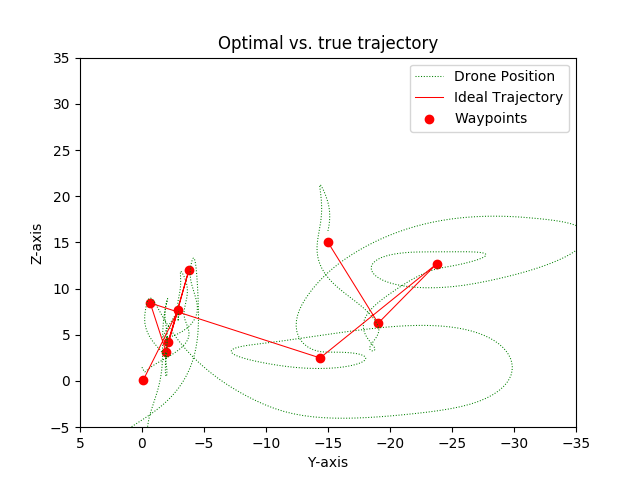 Optimal vs. true trajectory
Drone Position
Ideal Trajectory
Waypoints
Z-axis
35
30
25
20
15
10
5
0
−5
5 0 −5 −10 −15 −20 −25 −30 −35
Y-axis